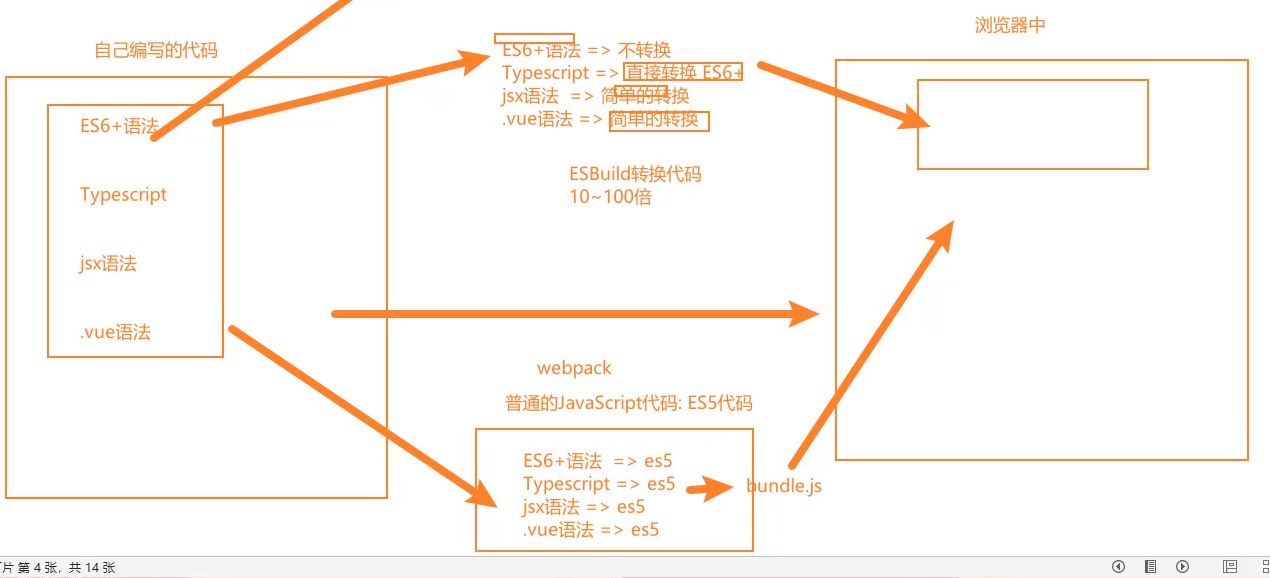 自己编写的代码
ES6+语法
Typescript
jsx语法
.vue语法
ES6+语法 => 不转换
Typescript => 直接转换 ES6+
jsx语法 => 简单的转换
.vue语法 => 简单的转换
ESBuild转换代码
10~100倍
webpack
普通的JavaScript代码: ES5代码
ES6+语法 => es5
Typescript => es5
jsx语法 => es5
.vue语法 => es5
bundle.js
浏览器中
片 第 4 张, 共 14 张